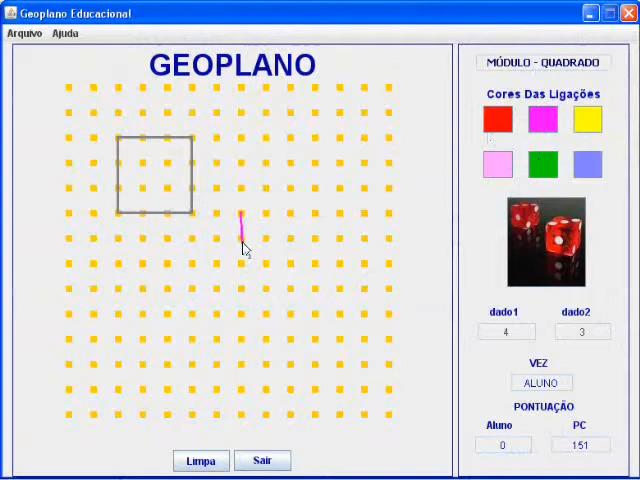 Geoplano Educacional
Arquivo Ajuda
GEOPLANO
MÓDULO - QUADRADO
Cores Das Ligações
dado1 dado2
4 3
VEZ
ALUNO
PONTUAÇÃO
Aluno PC
0 151
Limpa Sair